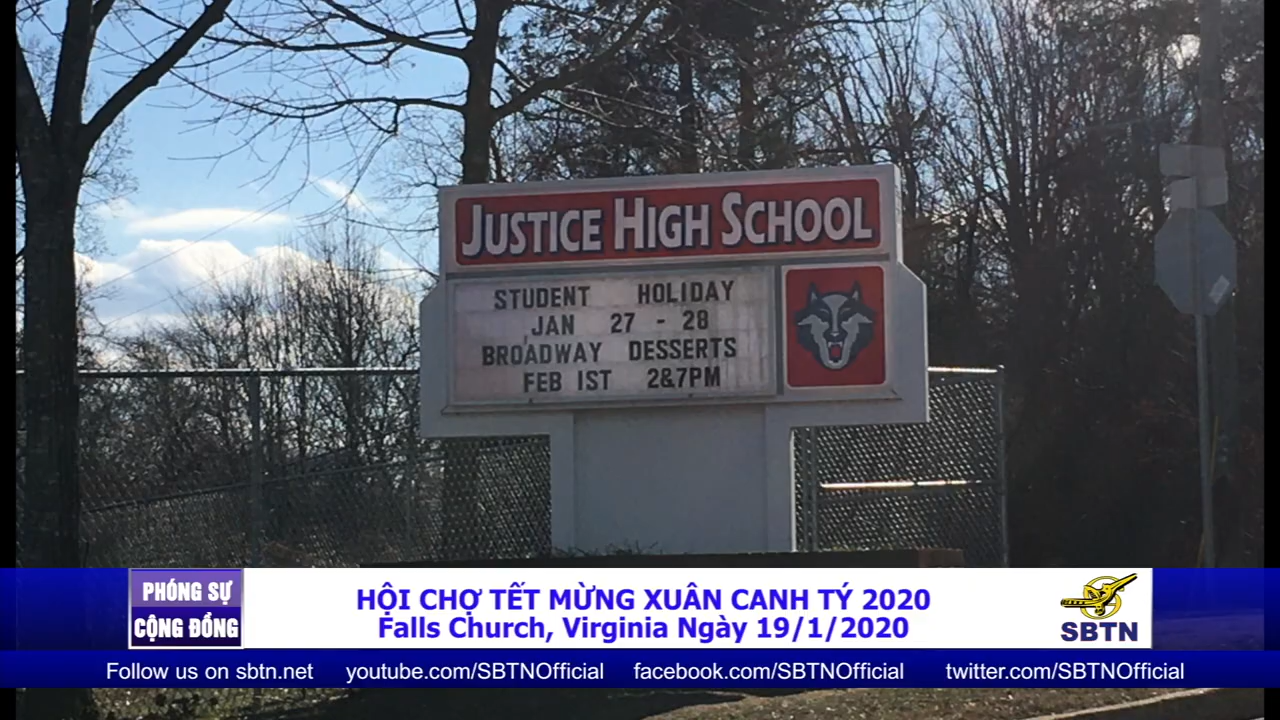 JUSTICE HIGH SCHOOL
STUDENT HOLIDAY
JAN 27 - 28
BROADWAY DESSERTS
FEB 1ST 2&7PM
PHÓNG SỰ
CỘNG ĐỒNG
HỘI CHỢ TẾT MỪNG XUÂN CANH TÝ 2020
Falls Church, Virginia Ngày 19/1/2020
SBTN
Follow us on sbtn.net youtube.com/SBTNOfficial facebook.com/SBTNOfficial twitter.com/SBTNOfficial